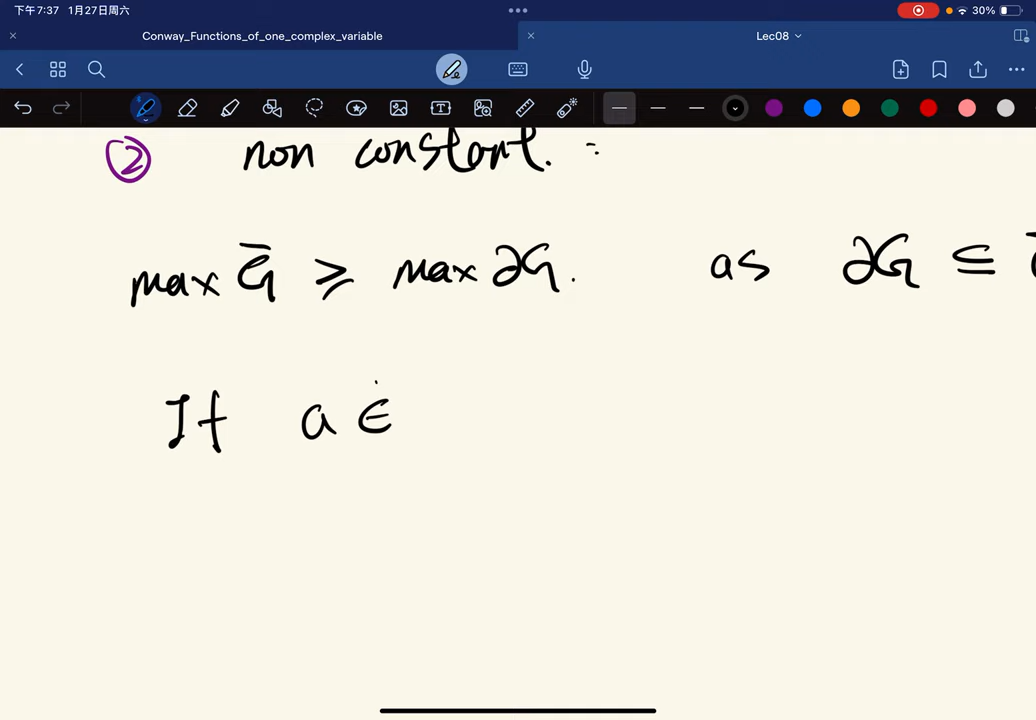 下午7:37 1月27日周六
30%
Conway_Functions_of_one_complex_variable
Lec08
② non constant. :
max G̅ ⩾ max ∂G. as ∂G ⊆
If a ∈